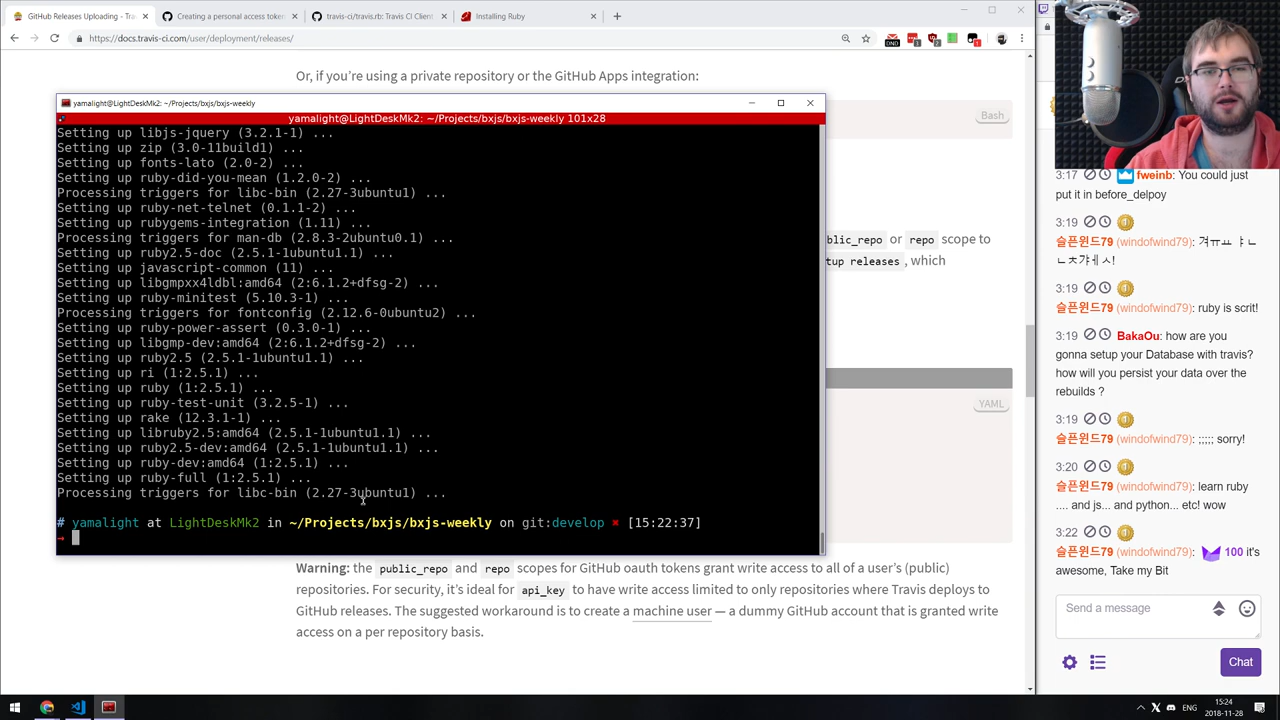 GitHub Releases Uploading - Tra
Creating a personal access token
travis-ci/travis.rb: Travis CI Client
Installing Ruby
https://docs.travis-ci.com/user/deployment/releases/
Or, if you're using a private repository or the GitHub Apps integration:
Bash
yamalight@LightDeskMk2: ~/Projects/bxjs/bxjs-weekly
yamalight@LightDeskMk2: ~/Projects/bxjs/bxjs-weekly 101x28
Setting up libjs-jquery (3.2.1-1) ...
Setting up zip (3.0-11build1) ...
Setting up fonts-lato (2.0-2) ...
Setting up ruby-did-you-mean (1.2.0-2) ...
Processing triggers for libc-bin (2.27-3ubuntu1) ...
Setting up ruby-net-telnet (0.1.1-2) ...
Setting up rubygems-integration (1.11) ...
Processing triggers for man-db (2.8.3-2ubuntu0.1) ...
Setting up ruby2.5-doc (2.5.1-1ubuntu1.1) ...
Setting up javascript-common (11) ...
Setting up libgmpxx4ldbl:amd64 (2:6.1.2+dfsg-2) ...
Setting up ruby-minitest (5.10.3-1) ...
Processing triggers for fontconfig (2.12.6-0ubuntu2) ...
Setting up ruby-power-assert (0.3.0-1) ...
Setting up libgmp-dev:amd64 (2:6.1.2+dfsg-2) ...
Setting up ruby2.5 (2.5.1-1ubuntu1.1) ...
Setting up ri (1:2.5.1) ...
Setting up ruby (1:2.5.1) ...
Setting up ruby-test-unit (3.2.5-1) ...
Setting up rake (12.3.1-1) ...
Setting up libruby2.5:amd64 (2.5.1-1ubuntu1.1) ...
Setting up ruby2.5-dev:amd64 (2.5.1-1ubuntu1.1) ...
Setting up ruby-dev:amd64 (1:2.5.1) ...
Setting up ruby-full (1:2.5.1) ...
Processing triggers for libc-bin (2.27-3ubuntu1) ...
# yamalight at LightDeskMk2 in ~/Projects/bxjs/bxjs-weekly on git:develop ✖ [15:22:37]
→
blic_repo or repo scope to
tup releases, which
YAML
Warning: the public_repo and repo scopes for GitHub oauth tokens grant write access to all of a user's (public)
repositories. For security, it's ideal for api_key to have write access limited to only repositories where Travis deploys to
GitHub releases. The suggested workaround is to create a machine user — a dummy GitHub account that is granted write
access on a per repository basis.
3:17 fweinb: You could just
put it in before_delpoy
3:19
슬픈윈드79 (windofwind79): 겨ㅠㅛ ㅑㄴ
ㄴㅊ갸ㅔㅅ!
3:19
슬픈윈드79 (windofwind79): ruby is scrit!
3:19 BakaOu: how are you
gonna setup your Database with travis?
how will you persist your data over the
rebuilds ?
3:19
슬픈윈드79 (windofwind79): ;;;;; sorry!
3:20
슬픈윈드79 (windofwind79): learn ruby
.... and js... and python... etc! wow
3:22
슬픈윈드79 (windofwind79): 100 it's
awesome, Take my Bit
Send a message
Chat
ENG
15:24
2018-11-28